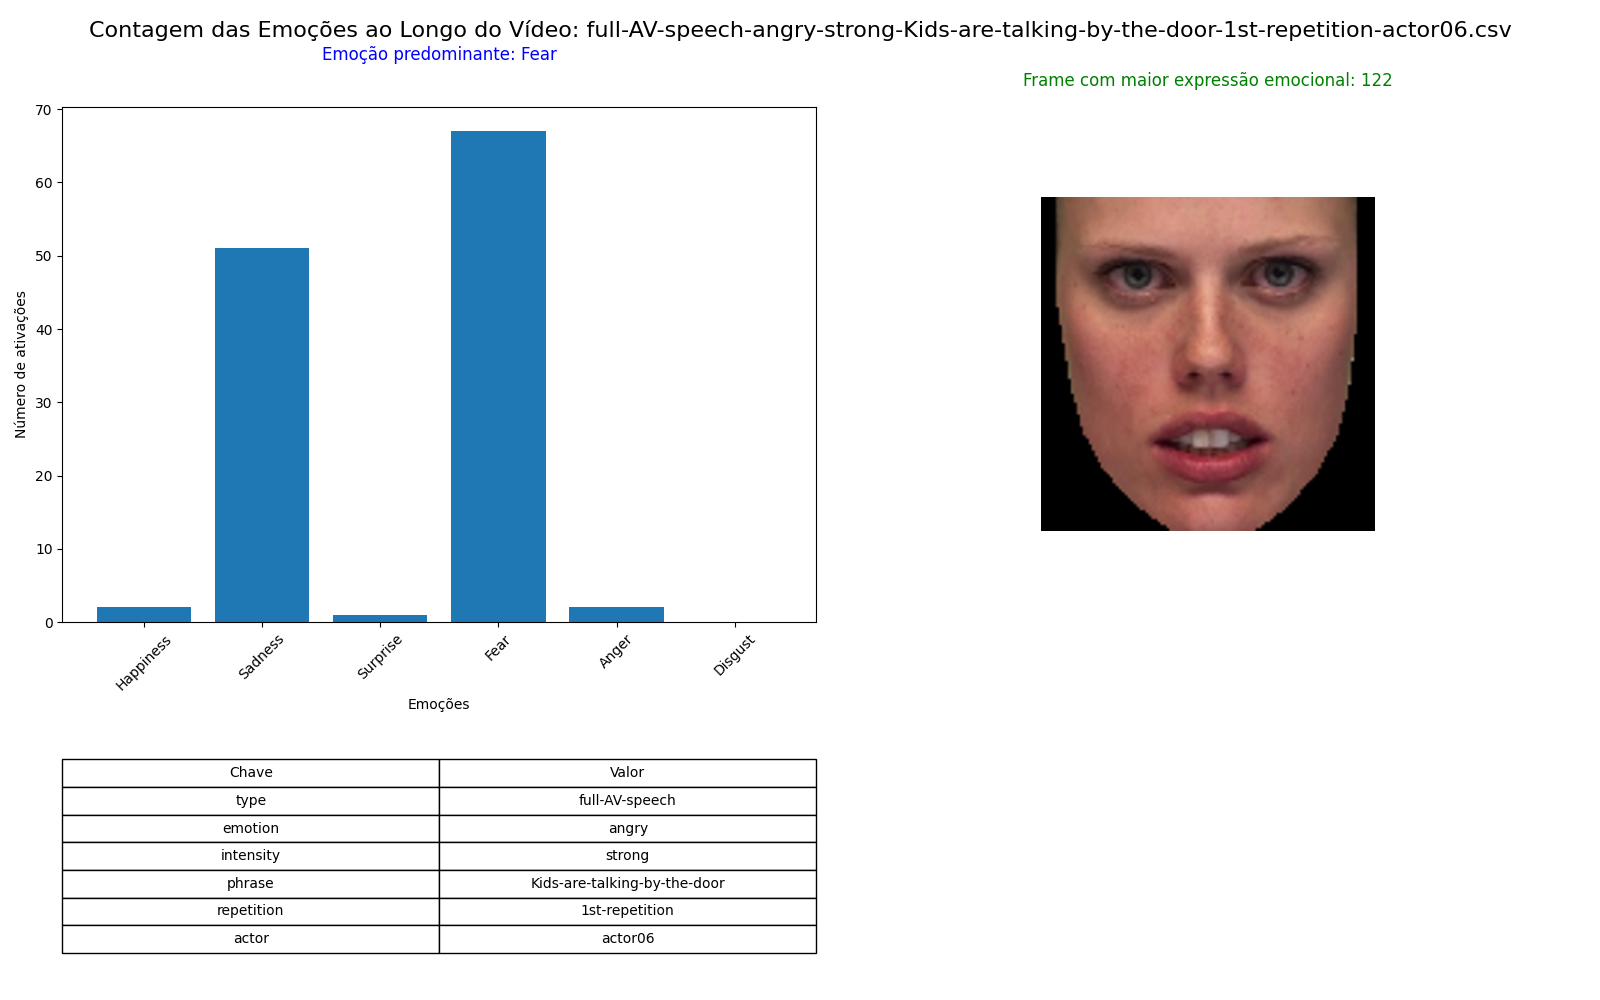 Contagem das Emoções ao Longo do Vídeo: full-AV-speech-angry-strong-Kids-are-talking-by-the-door-1st-repetition-actor06.csv
Emoção predominante: Fear
Frame com maior expressão emocional: 122
Número de ativações
70
60
50
40
30
20
10
0
Happiness
Sadness
Surprise
Fear
Anger
Disgust
Emoções
Chave Valor
type full-AV-speech
emotion angry
intensity strong
phrase Kids-are-talking-by-the-door
repetition 1st-repetition
actor actor06